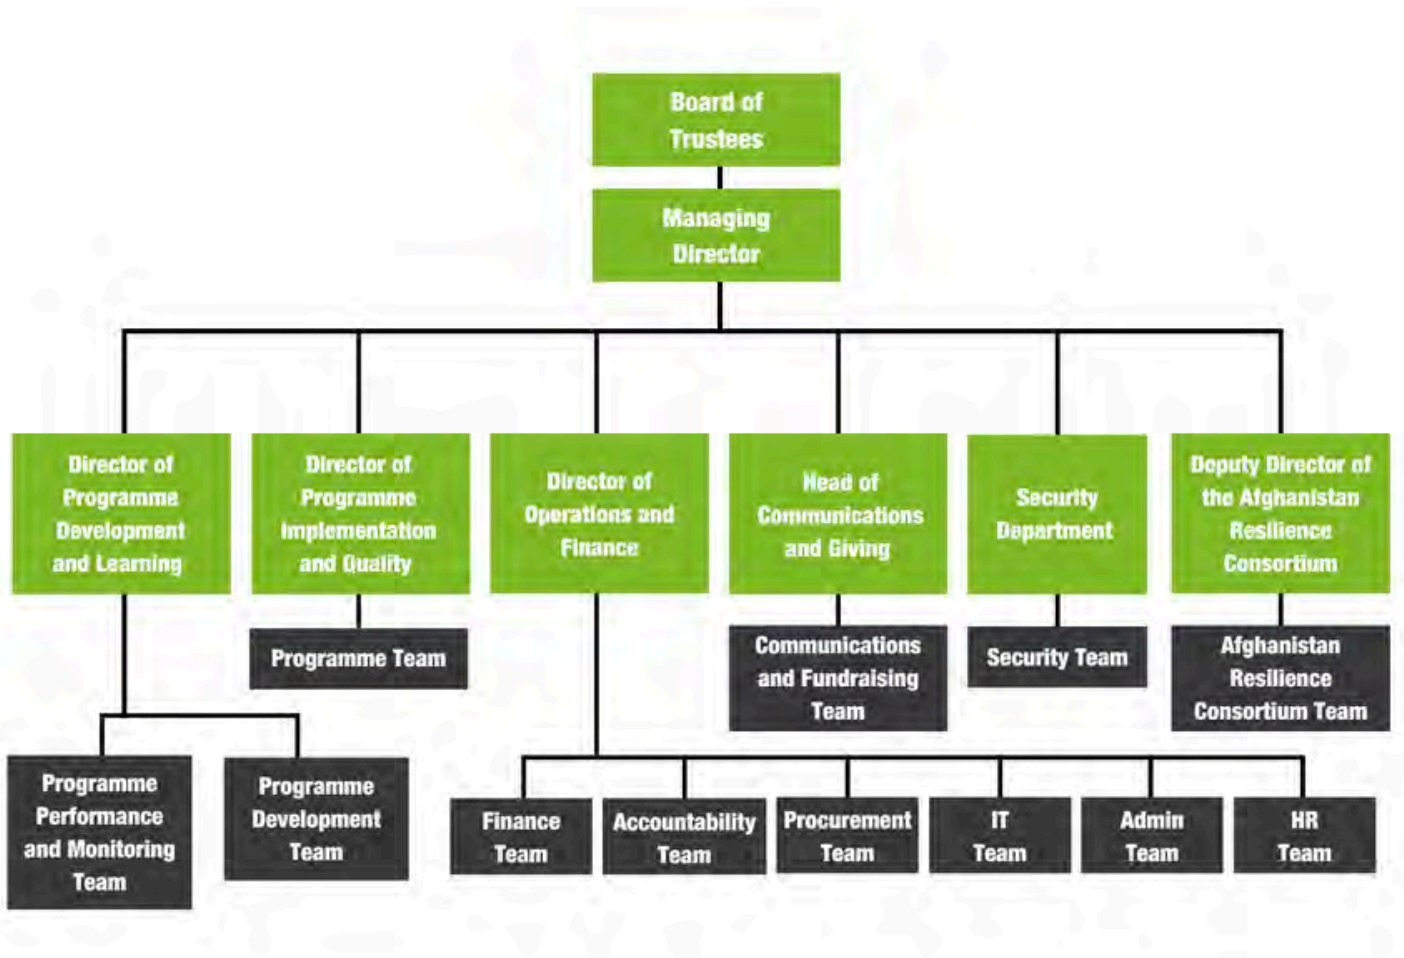 Board of
Trustees
Managing
Director
Director of
Programme
Development
and Learning
Director of
Programme
Implementation
and Quality
Director of
Operations and
Finance
Head of
Communications
and Giving
Security
Department
Deputy Director of
the Afghanistan
Resilience
Consortium
Programme Team
Communications
and Fundraising
Team
Security Team
Afghanistan
Resilience
Consortium Team
Programme
Performance
and Monitoring
Team
Programme
Development
Team
Finance
Team
Accountability
Team
Procurement
Team
IT
Team
Admin
Team
HR
Team